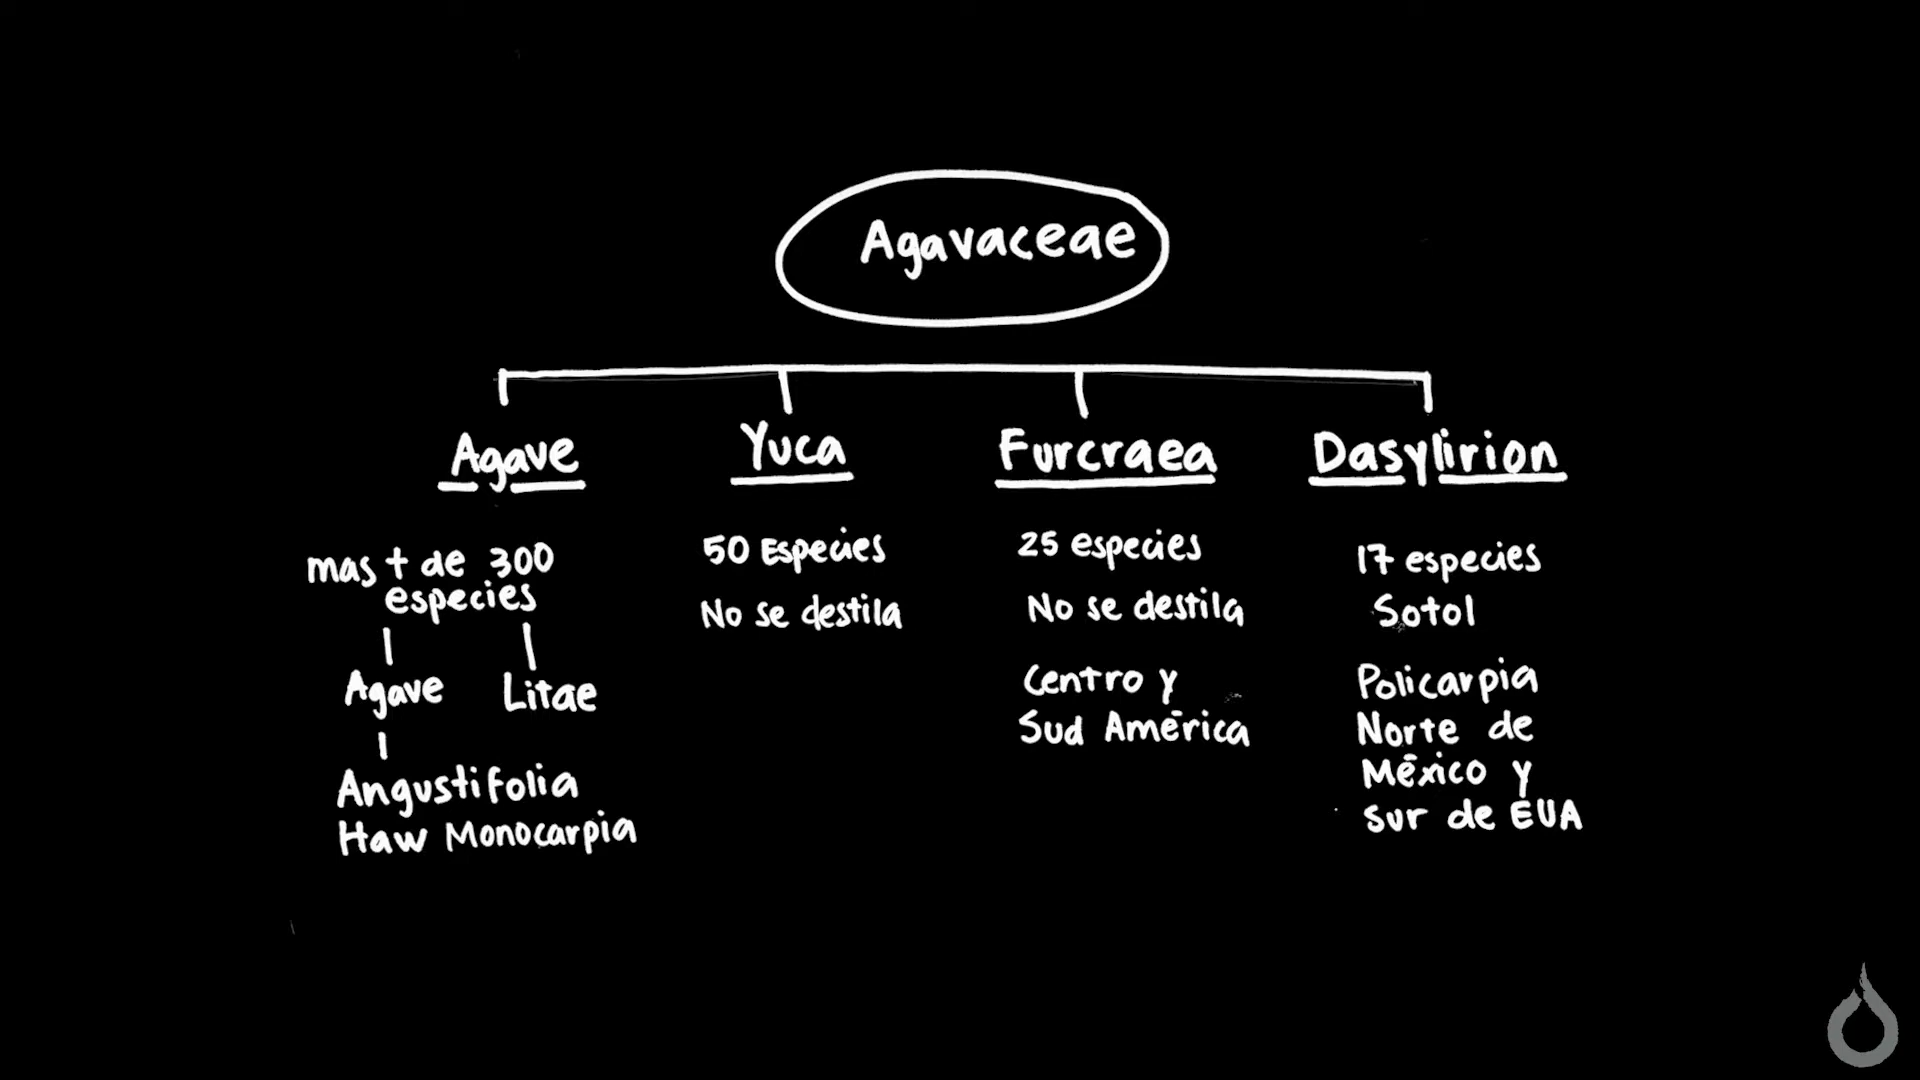 Agavaceae
Agave
mas + de 300
especies
Agave
Litae
Angustifolia
Haw Monocarpia
Yuca
50 Especies
No se destila
Furcraea
25 especies
No se destila
Centro y
Sud América
Dasylirion
17 especies
Sotol
Policarpia
Norte de
México y
Sur de EUA